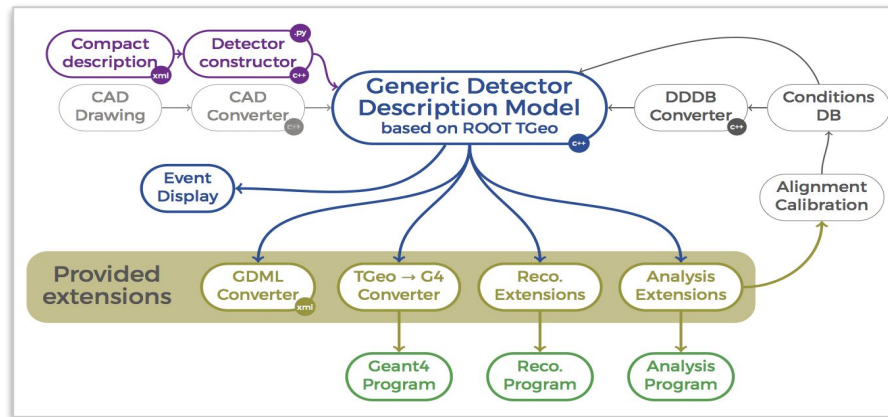 Compact
description
xml
Detector
constructor
.py
c++
CAD
Drawing
CAD
Converter
c++
Generic Detector
Description Model
based on ROOT TGeo
c++
DDDB
Converter
c++
Conditions
DB
Event
Display
Alignment
Calibration
Provided
extensions
GDML
Converter
xml
TGeo → G4
Converter
Reco.
Extensions
Analysis
Extensions
Geant4
Program
Reco.
Program
Analysis
Program